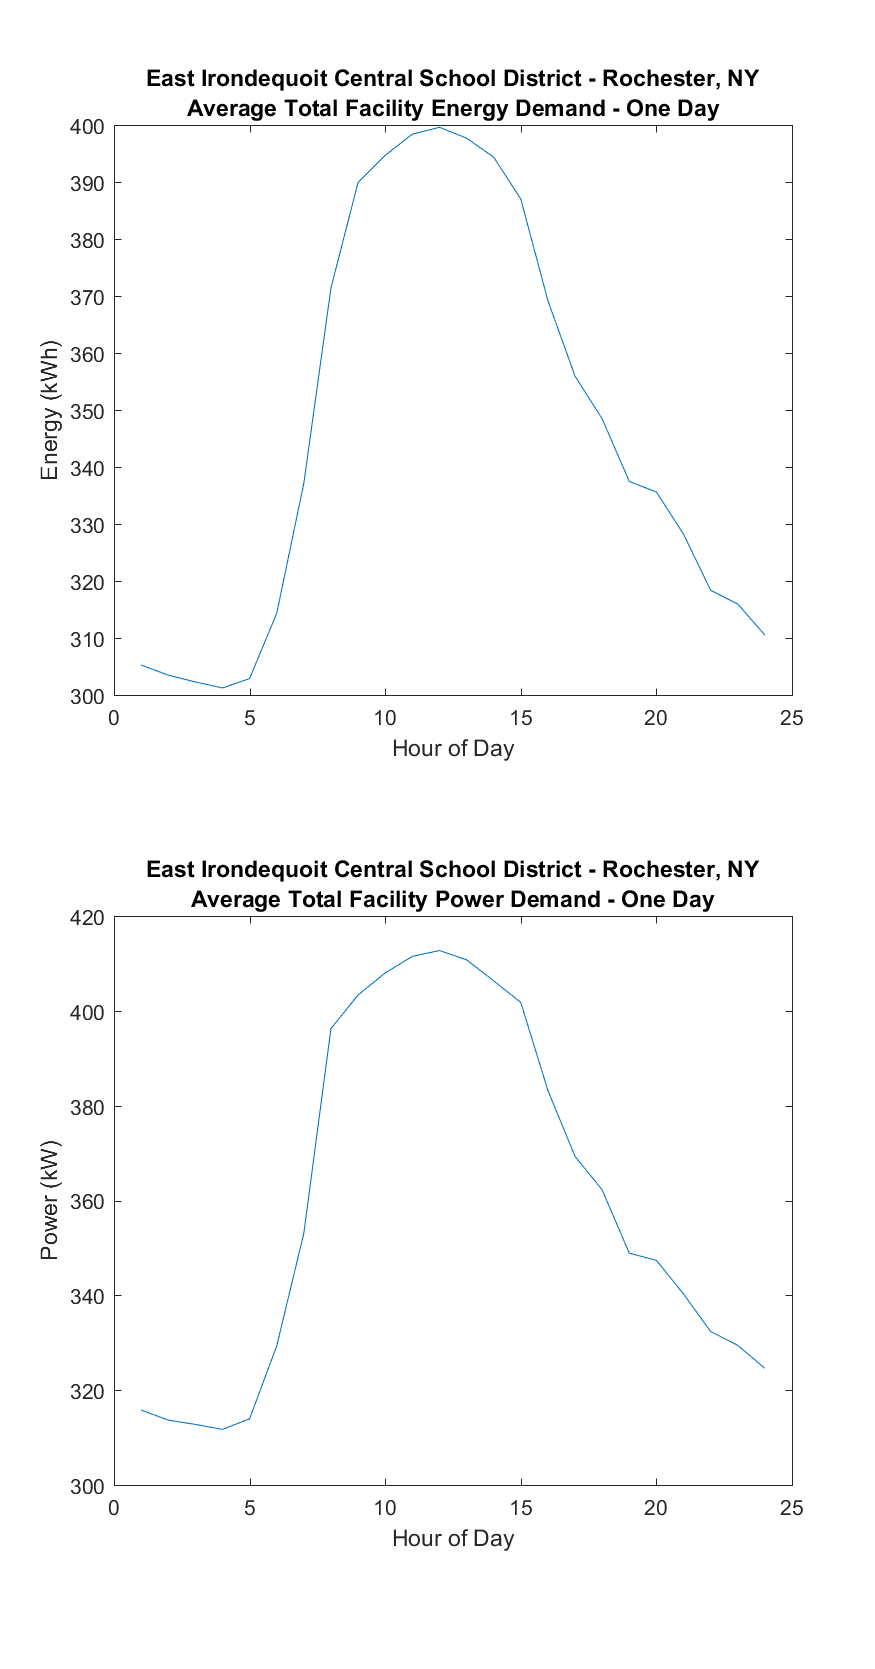 East Irondequoit Central School District - Rochester, NY
Average Total Facility Energy Demand - One Day
400
390
380
370
360
350
340
330
320
310
300
Energy (kWh)
0 5 10 15 20 25
Hour of Day
East Irondequoit Central School District - Rochester, NY
Average Total Facility Power Demand - One Day
420
400
380
360
340
320
300
Power (kW)
0 5 10 15 20 25
Hour of Day